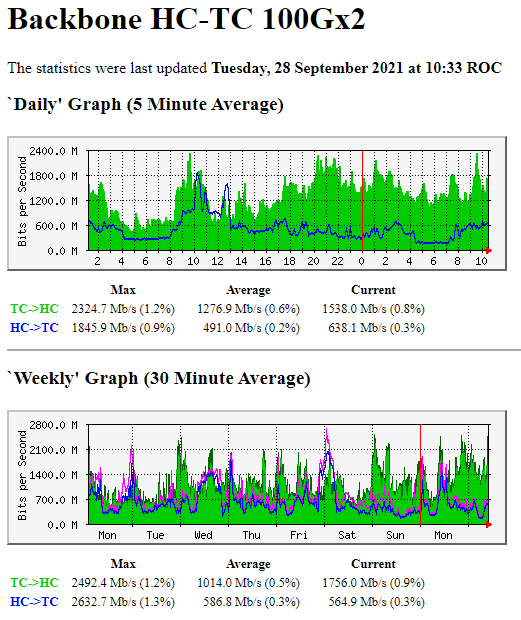 Backbone HC-TC 100Gx2
The statistics were last updated Tuesday, 28 September 2021 at 10:33 ROC
`Daily' Graph (5 Minute Average)
Bits per Second
2400.0 M
1800.0 M
1200.0 M
600.0 M
0.0 M
2 4 6 8 10 12 14 16 18 20 22 0 2 4 6 8 10
Max Average Current
TC->HC 2324.7 Mb/s (1.2%) 1276.9 Mb/s (0.6%) 1538.0 Mb/s (0.8%)
HC->TC 1845.9 Mb/s (0.9%) 491.0 Mb/s (0.2%) 638.1 Mb/s (0.3%)
`Weekly' Graph (30 Minute Average)
Bits per Second
2800.0 M
2100.0 M
1400.0 M
700.0 M
0.0 M
Mon Tue Wed Thu Fri Sat Sun Mon
Max Average Current
TC->HC 2492.4 Mb/s (1.2%) 1014.0 Mb/s (0.5%) 1756.0 Mb/s (0.9%)
HC->TC 2632.7 Mb/s (1.3%) 586.8 Mb/s (0.3%) 564.9 Mb/s (0.3%)